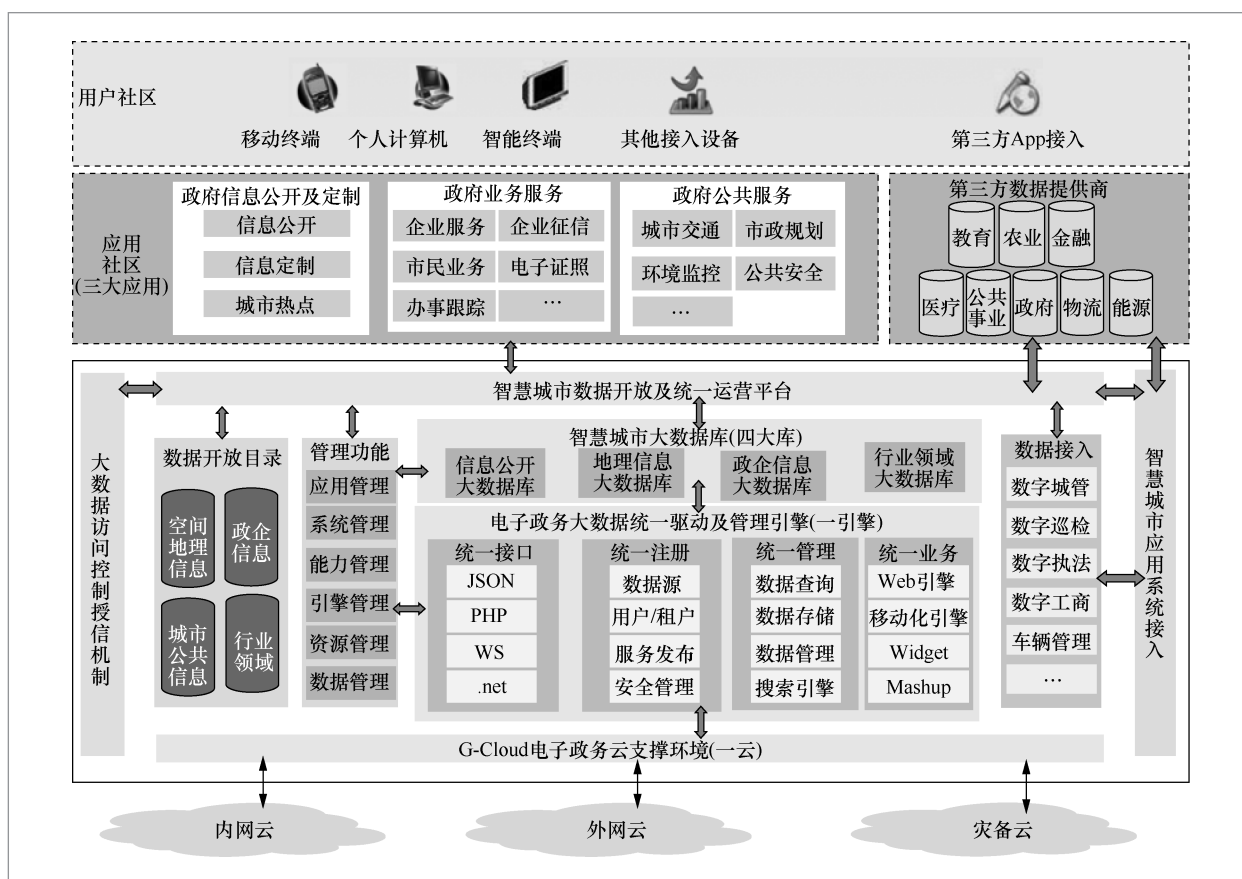 用户社区
移动终端
个人计算机
智能终端
其他接入设备
第三方App接入
应用
社区
(三大应用)
政府信息公开及定制
信息公开
信息定制
城市热点
政府业务服务
企业服务
企业征信
市民业务
电子证照
办事跟踪
…
政府公共服务
城市交通
市政规划
环境监控
公共安全
…
第三方数据提供商
教育
农业
金融
医疗
公共
事业
政府
物流
能源
大数据访问控制授信机制
智慧城市数据开放及统一运营平台
数据开放目录
空间
地理
信息
政企
信息
城市
公共
信息
行业
领域
管理功能
应用管理
系统管理
能力管理
引擎管理
资源管理
数据管理
智慧城市大数据库(四大库)
信息公开
大数据库
地理信息
大数据库
政企信息
大数据库
行业领域
大数据库
电子政务大数据统一驱动及管理引擎(一引擎)
统一接口
JSON
PHP
WS
.net
统一注册
数据源
用户/租户
服务发布
安全管理
统一管理
数据查询
数据存储
数据管理
搜索引擎
统一业务
Web引擎
移动化引擎
Widget
Mashup
数据接入
数字城管
数字巡检
数字执法
数字工商
车辆管理
…
智慧城市应用系统接入
G-Cloud电子政务云支撑环境(一云)
内网云
外网云
灾备云